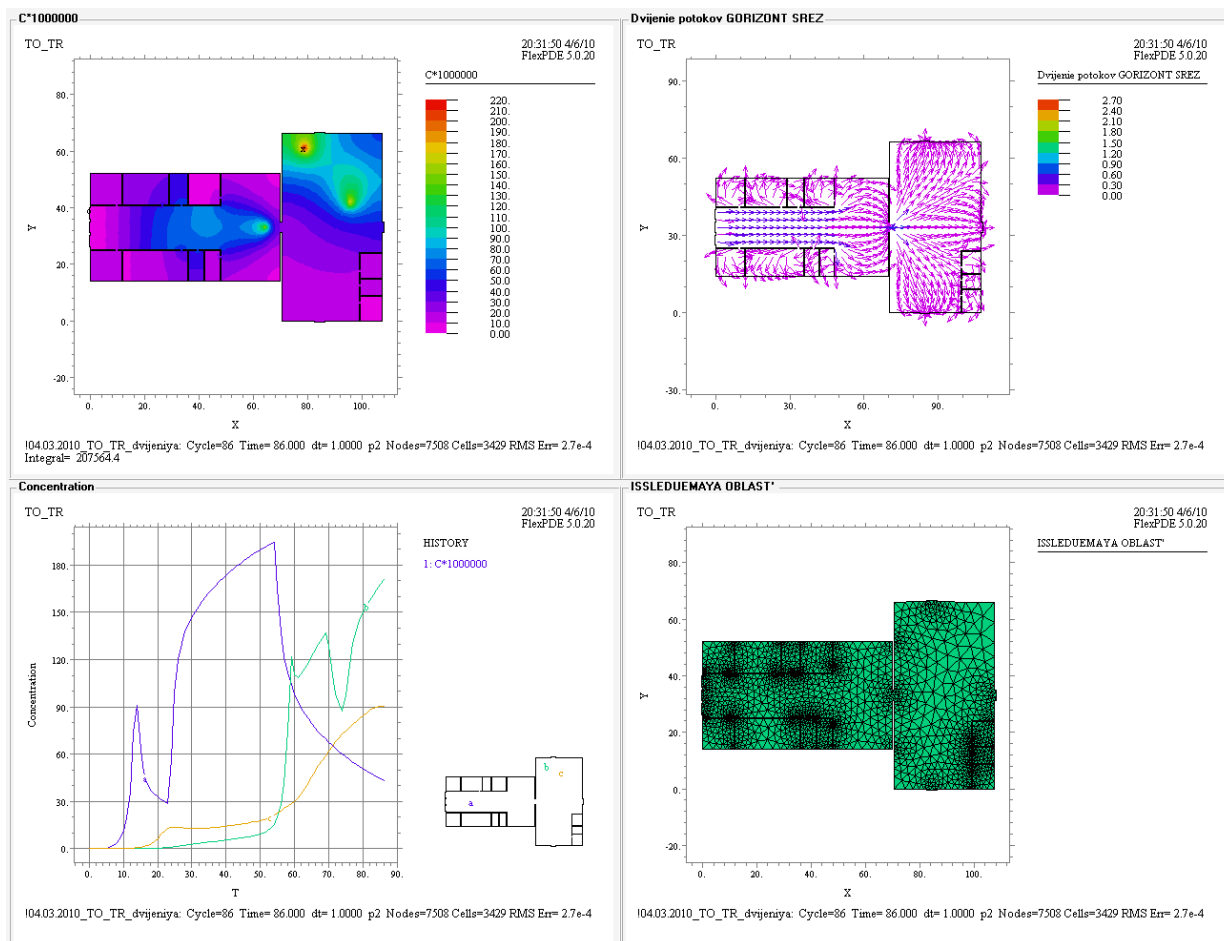 C*1000000
TO_TR
20:31:50 4/6/10
FlexPDE 5.0.20
C*1000000
220.
210.
200.
190.
180.
170.
160.
150.
140.
130.
120.
110.
100.
90.0
80.0
70.0
60.0
50.0
40.0
30.0
20.0
10.0
0.00
80.
60.
40.
20.
0.
-20.
Y
0. 20. 40. 60. 80. 100.
X
x
o
!04.03.2010_TO_TR_dvijeniya: Cycle=86 Time= 86.000 dt= 1.0000 p2 Nodes=7508 Cells=3429 RMS Err= 2.7e-4
Integral= 207564.4
Dvijenie potokov GORIZONT SREZ
TO_TR
20:31:50 4/6/10
FlexPDE 5.0.20
Dvijenie potokov GORIZONT SREZ
2.70
2.40
2.10
1.80
1.50
1.20
0.90
0.60
0.30
0.00
90.
60.
30.
0.
-30.
Y
0. 30. 60. 90.
X
!04.03.2010_TO_TR_dvijeniya: Cycle=86 Time= 86.000 dt= 1.0000 p2 Nodes=7508 Cells=3429 RMS Err= 2.7e-4
Concentration
TO_TR
20:31:50 4/6/10
FlexPDE 5.0.20
HISTORY
1: C*1000000
180.
150.
120.
90.
60.
30.
0.
Concentration
a
b
c
0. 10. 20. 30. 40. 50. 60. 70. 80. 90.
T
b
c
a
!04.03.2010_TO_TR_dvijeniya: Cycle=86 Time= 86.000 dt= 1.0000 p2 Nodes=7508 Cells=3429 RMS Err= 2.7e-4
ISSLEDUEMAYA OBLAST'
TO_TR
20:31:50 4/6/10
FlexPDE 5.0.20
ISSLEDUEMAYA OBLAST'
80.
60.
40.
20.
0.
-20.
Y
0. 20. 40. 60. 80. 100.
X
!04.03.2010_TO_TR_dvijeniya: Cycle=86 Time= 86.000 dt= 1.0000 p2 Nodes=7508 Cells=3429 RMS Err= 2.7e-4